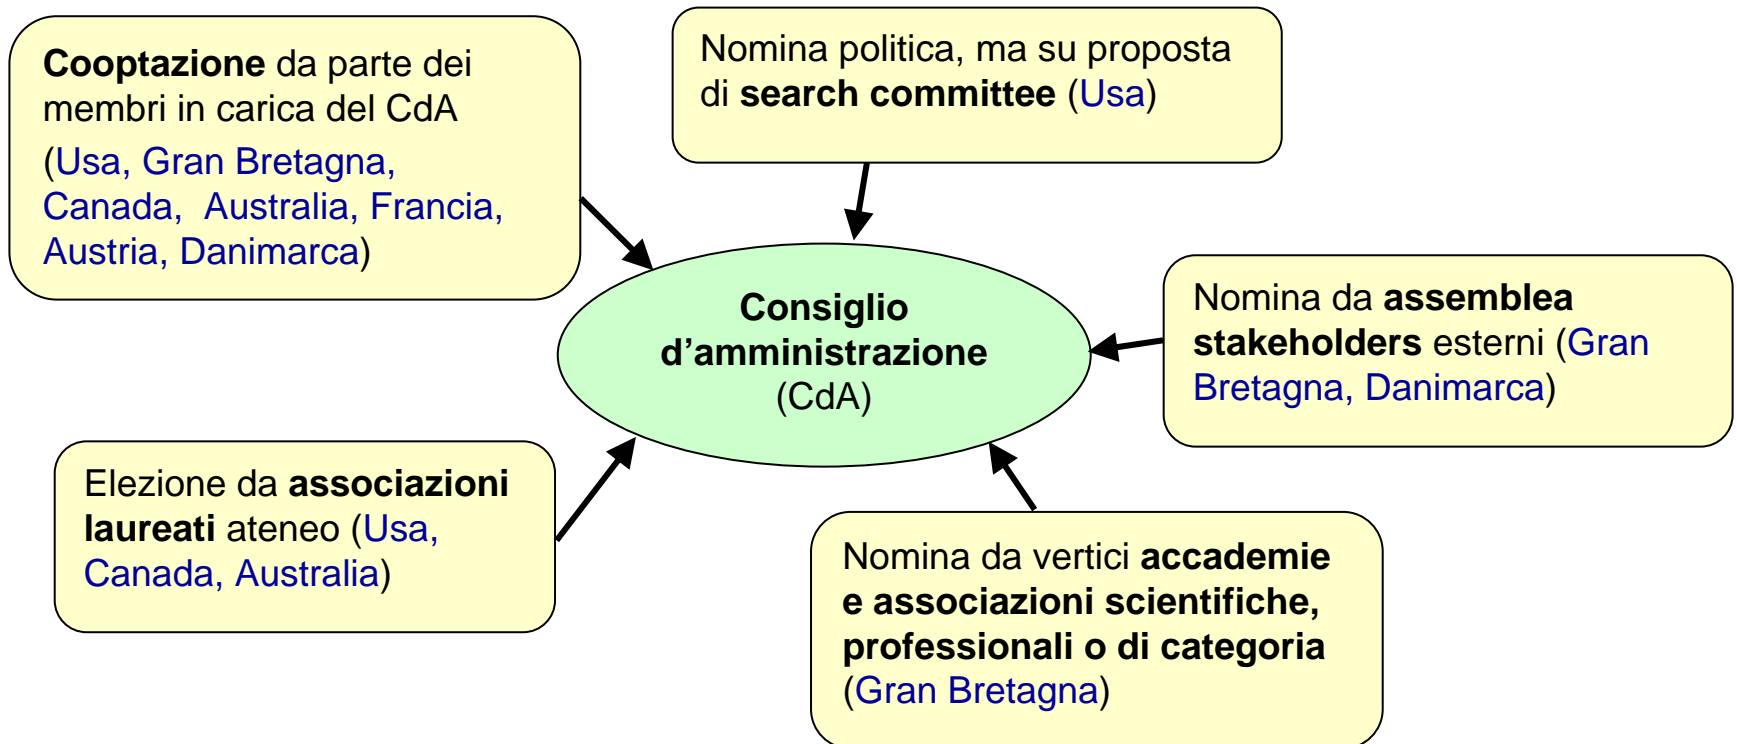 Cooptazione da parte dei
membri in carica del CdA
(Usa, Gran Bretagna,
Canada, Australia, Francia,
Austria, Danimarca)
Nomina politica, ma su proposta
di search committee (Usa)
Consiglio
d’amministrazione
(CdA)
Nomina da assemblea
stakeholders esterni (Gran
Bretagna, Danimarca)
Elezione da associazioni
laureati ateneo (Usa,
Canada, Australia)
Nomina da vertici accademie
e associazioni scientifiche,
professionali o di categoria
(Gran Bretagna)